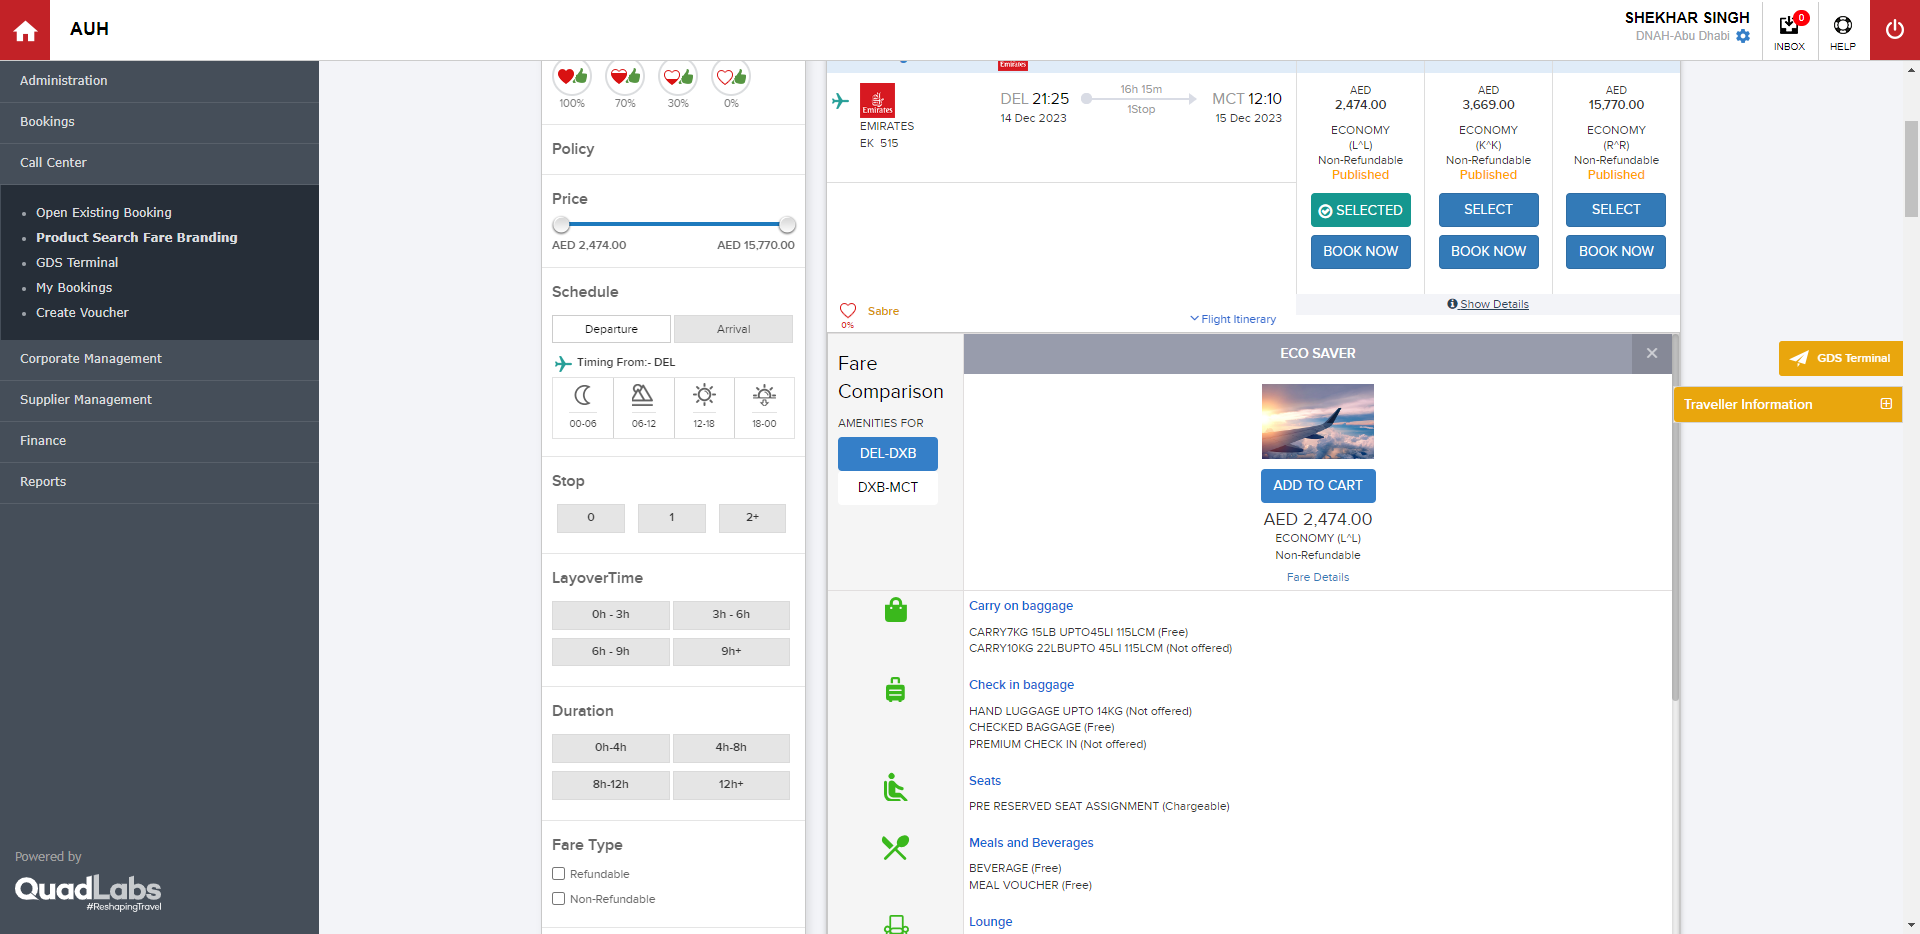 AUH
SHEKHAR SINGH
DNAH-Abu Dhabi
0
INBOX
HELP
Administration
Bookings
Call Center
Open Existing Booking
Product Search Fare Branding
GDS Terminal
My Bookings
Create Voucher
Corporate Management
Supplier Management
Finance
Reports
Powered by
QuadLabs
#ReshapingTravel
100%
70%
30%
0%
Policy
Price
AED 2,474.00
AED 15,770.00
Schedule
Departure
Arrival
Timing From:- DEL
00-06
06-12
12-18
18-00
Stop
0
1
2+
LayoverTime
0h - 3h
3h - 6h
6h - 9h
9h+
Duration
0h-4h
4h-8h
8h-12h
12h+
Fare Type
Refundable
Non-Refundable
Emirates
Emirates
EMIRATES
EK 515
DEL 21:25
14 Dec 2023
16h 15m
1Stop
MCT 12:10
15 Dec 2023
AED
2,474.00
ECONOMY
(L^L)
Non-Refundable
Published
SELECTED
BOOK NOW
AED
3,669.00
ECONOMY
(K^K)
Non-Refundable
Published
SELECT
BOOK NOW
AED
15,770.00
ECONOMY
(R^R)
Non-Refundable
Published
SELECT
BOOK NOW
0%
Sabre
Flight Itinerary
Show Details
Fare
Comparison
AMENITIES FOR
DEL-DXB
DXB-MCT
ECO SAVER
ADD TO CART
AED 2,474.00
ECONOMY (L^L)
Non-Refundable
Fare Details
Carry on baggage
CARRY7KG 15LB UPTO45LI 115LCM (Free)
CARRY10KG 22LBUPTO 45LI 115LCM (Not offered)
Check in baggage
HAND LUGGAGE UPTO 14KG (Not offered)
CHECKED BAGGAGE (Free)
PREMIUM CHECK IN (Not offered)
Seats
PRE RESERVED SEAT ASSIGNMENT (Chargeable)
Meals and Beverages
BEVERAGE (Free)
MEAL VOUCHER (Free)
Lounge
GDS Terminal
Traveller Information